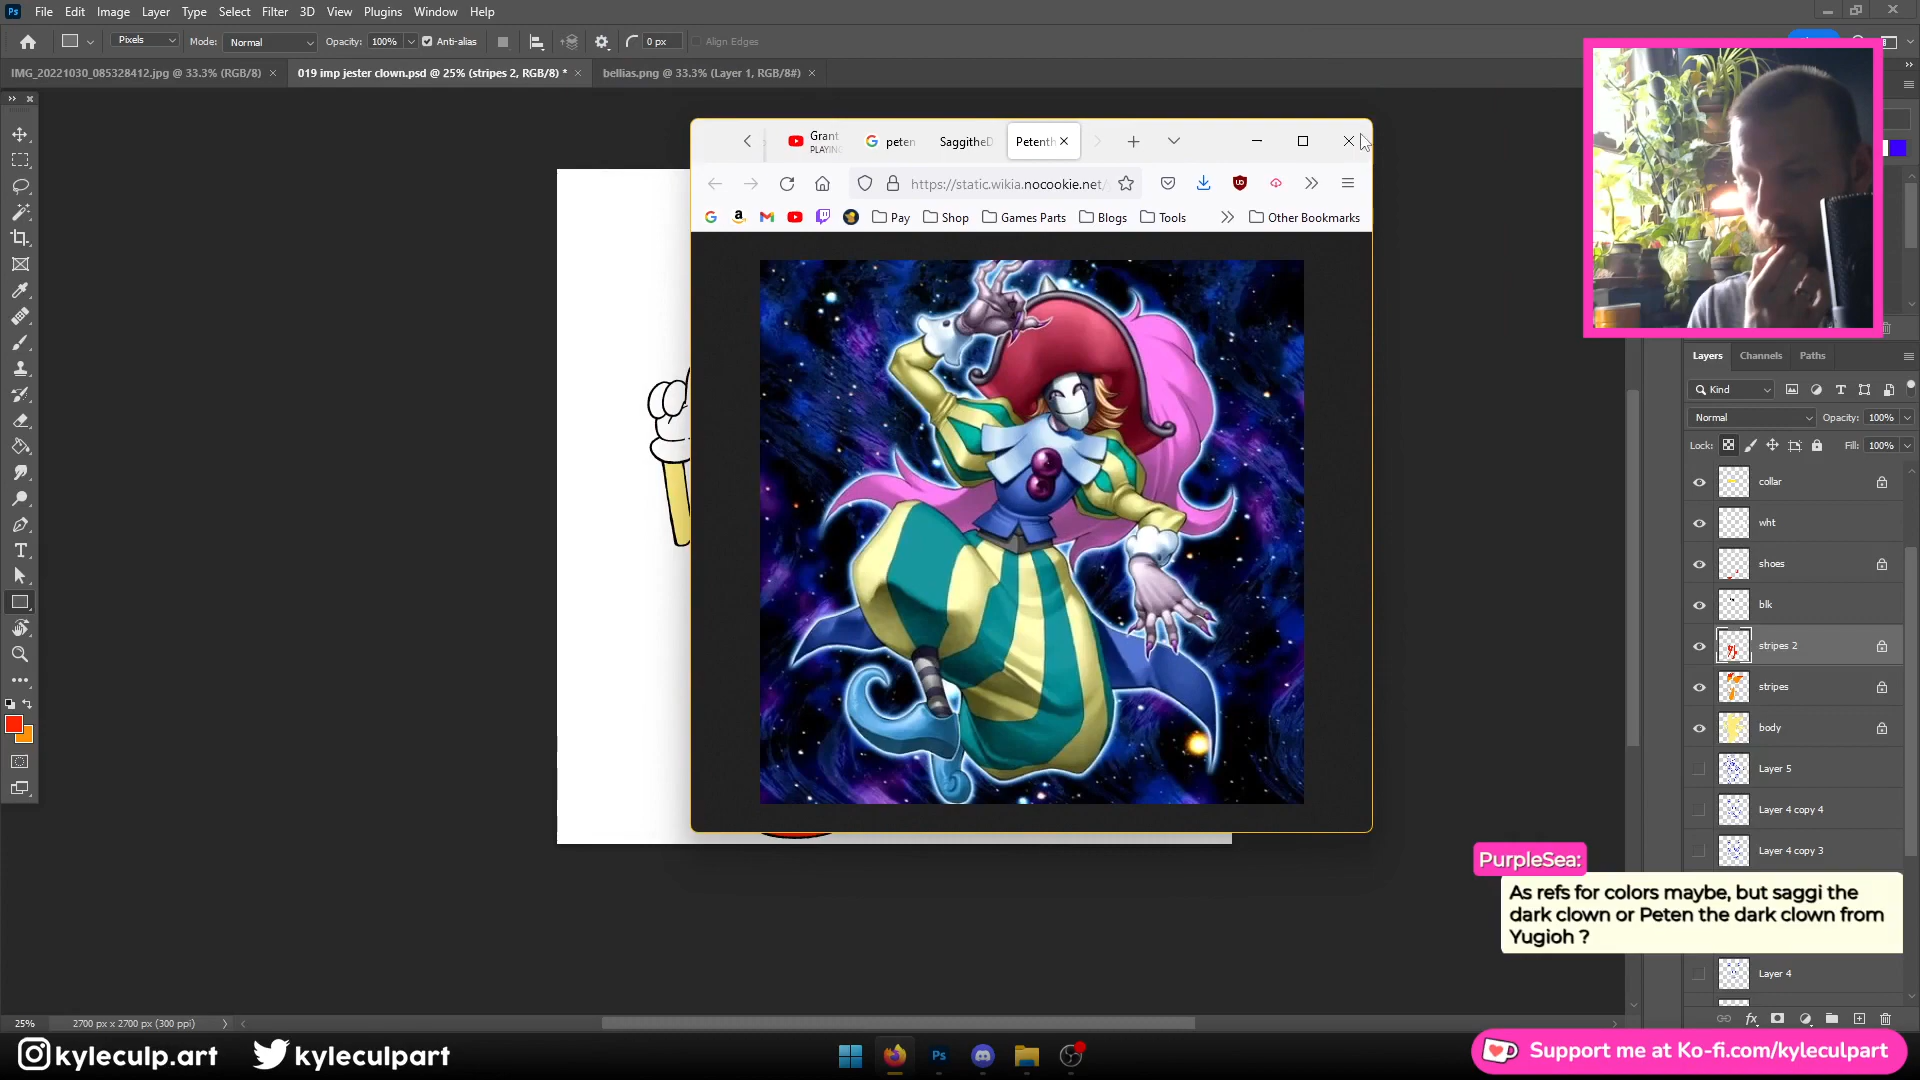 Ps File Edit Image Layer Type Select Filter 3D View Plugins Window Help
Pixels Mode: Normal Opacity: 100% Anti-alias 0 px Align Edges
IMG_20221030_085328412.jpg @ 33.3% (RGB/8) 019 imp jester clown.psd @ 25% (stripes 2, RGB/8) * bellias.png @ 33.3% (Layer 1, RGB/8#)
Grant
PLAYING
peten
SaggitheD
Petenth
https://static.wikia.nocookie.net/
Pay Shop Games Parts Blogs Tools Other Bookmarks
Layers Channels Paths
Kind
Normal Opacity: 100%
Lock: Fill: 100%
collar
wht
shoes
blk
stripes 2
stripes
body
Layer 5
Layer 4 copy 4
Layer 4 copy 3
PurpleSea:
As refs for colors maybe, but saggi the
dark clown or Peten the dark clown from
Yugioh ?
Layer 4
25% 2700 px x 2700 px (300 ppi)
kyleculp.art kyleculpart
Support me at Ko-fi.com/kyleculpart